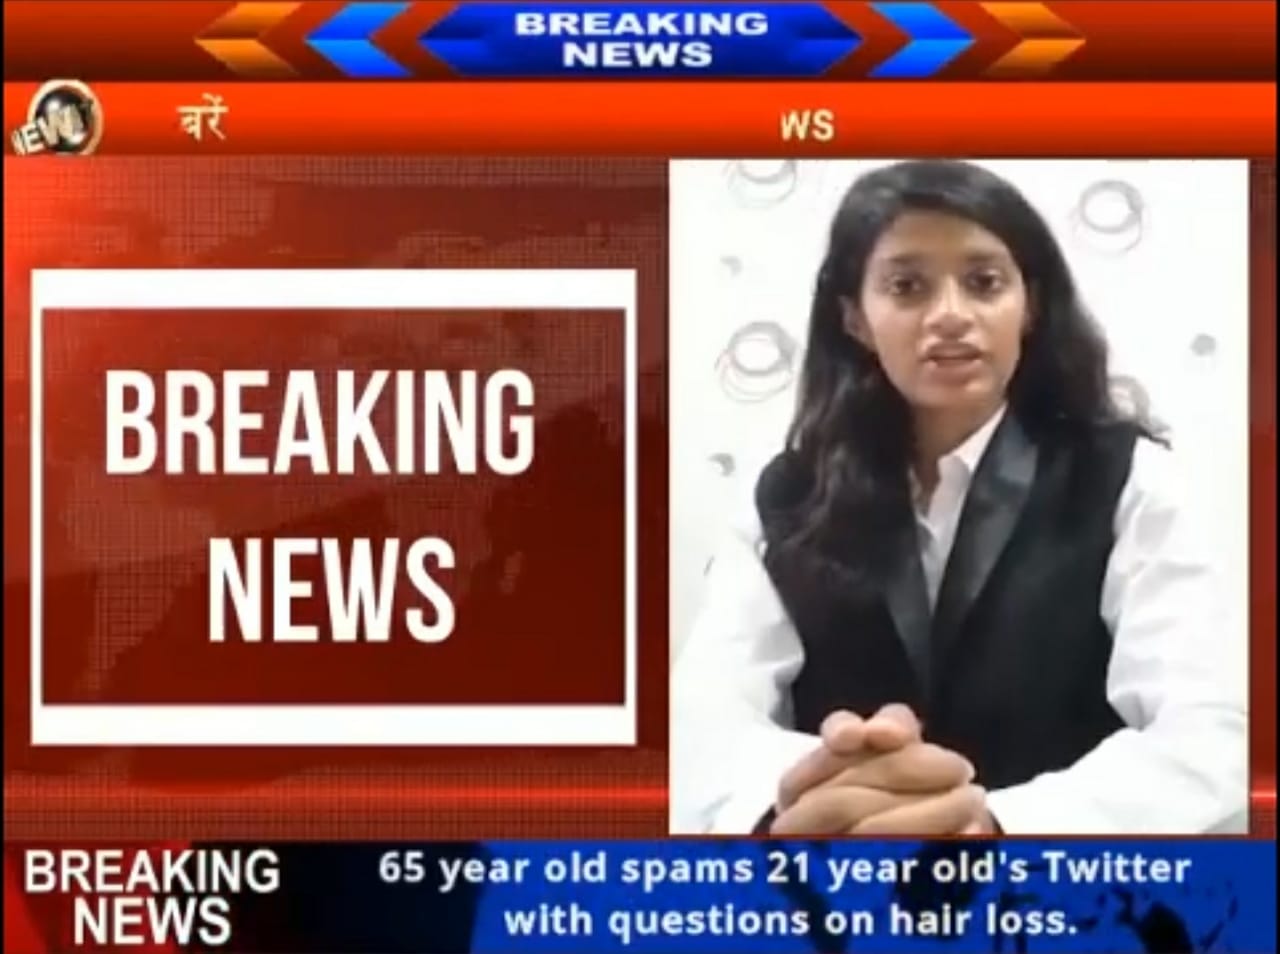 BREAKING
NEWS
NEW
बरें
WS
BREAKING
NEWS
BREAKING
NEWS
65 year old spams 21 year old's Twitter
with questions on hair loss.